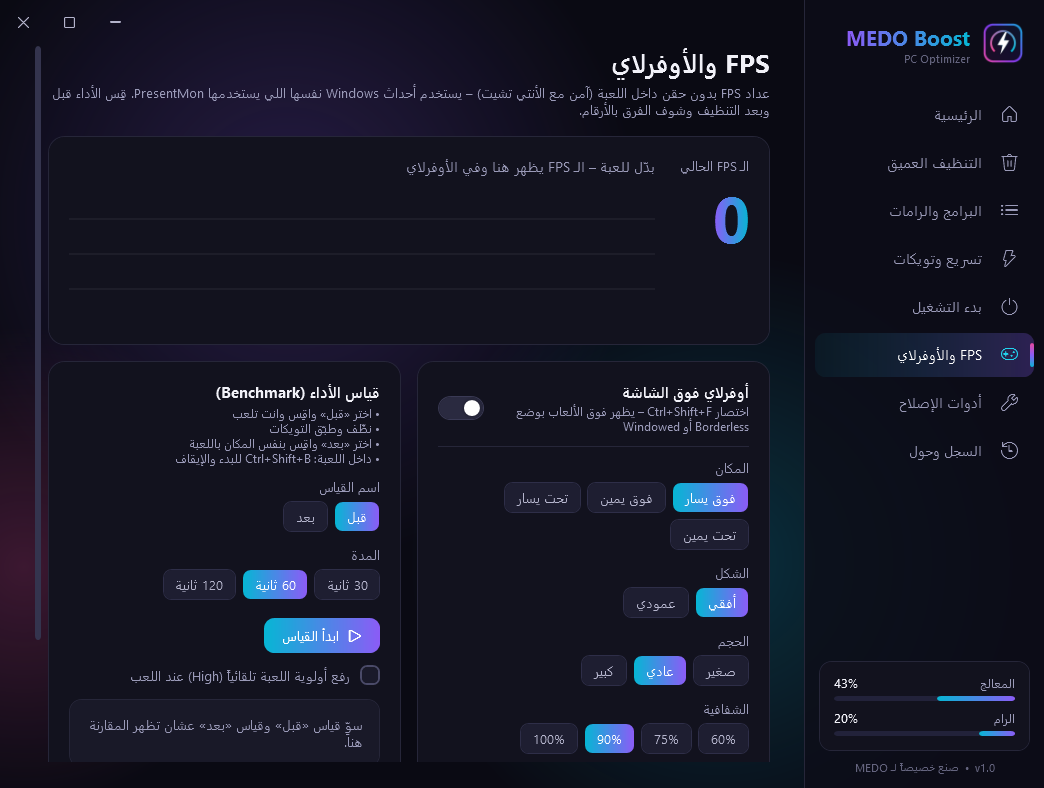 MEDO Boost
PC Optimizer
الرئيسية
التنظيف العميق
البرامج والرامات
تسريع وتويكات
بدء التشغيل
FPS والأوفرلاي
أدوات الإصلاح
السجل وحول
المعالج 43%
الرام 20%
v1.0 • صنع خصيصاً لـ MEDO
FPS والأوفرلاي
عداد FPS بدون حقن داخل اللعبة (آمن مع الأنتي تشيت) – يستخدم أحداث Windows نفسها اللي يستخدمها PresentMon. قِس الأداء قبل
وبعد التنظيف وشوف الفرق بالأرقام.
الـ FPS الحالي
بدّل للعبة – الـ FPS يظهر هنا وفي الأوفرلاي
0
أوفرلاي فوق الشاشة
اختصار Ctrl+Shift+F – يظهر فوق الألعاب بوضع
Borderless أو Windowed
المكان
فوق يسار
فوق يمين
تحت يسار
تحت يمين
الشكل
أفقي
عمودي
الحجم
صغير
عادي
كبير
الشفافية
60%
75%
90%
100%
قياس الأداء (Benchmark)
• اختر «قبل» واقِس وانت تلعب
• نظّف وطبّق التويكات
• اختر «بعد» واقِس بنفس المكان باللعبة
• داخل اللعبة: Ctrl+Shift+B للبدء والإيقاف
اسم القياس
قبل
بعد
المدة
30 ثانية
60 ثانية
120 ثانية
ابدأ القياس
رفع أولوية اللعبة تلقائياً (High) عند اللعب
سوّ قياس «قبل» وقياس «بعد» عشان تظهر المقارنة
هنا.